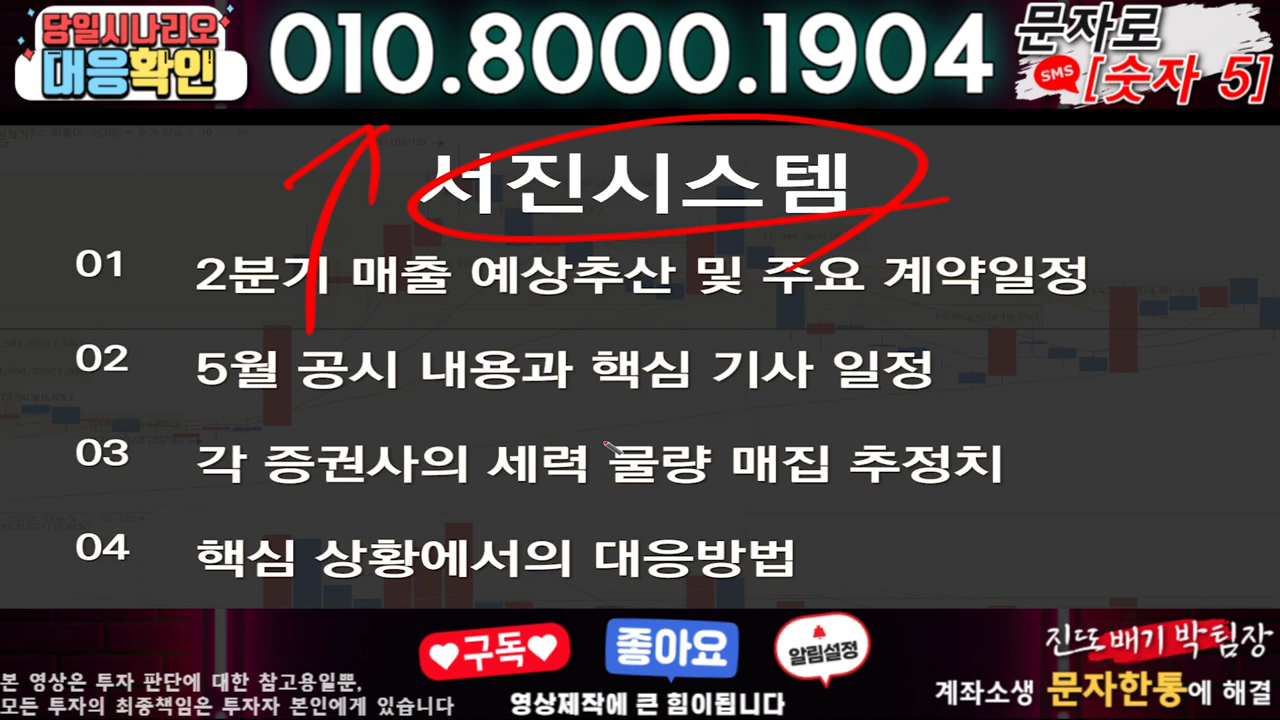 당일시나리오
대응확인
010.8000.1904
문자로
SMS
[숫자 5]
서진시스템
01 2분기 매출 예상추산 및 주요 계약일정
02 5월 공시 내용과 핵심 기사 일정
03 각 증권사의 세력 물량 매집 추정치
04 핵심 상황에서의 대응방법
구독
좋아요
알림설정
영상제작에 큰 힘이됩니다
본 영상은 투자 판단에 대한 참고용일뿐,
모든 투자의 최종책임은 투자자 본인에게 있습니다
진또배기 박팀장
계좌소생 문자한통에 해결